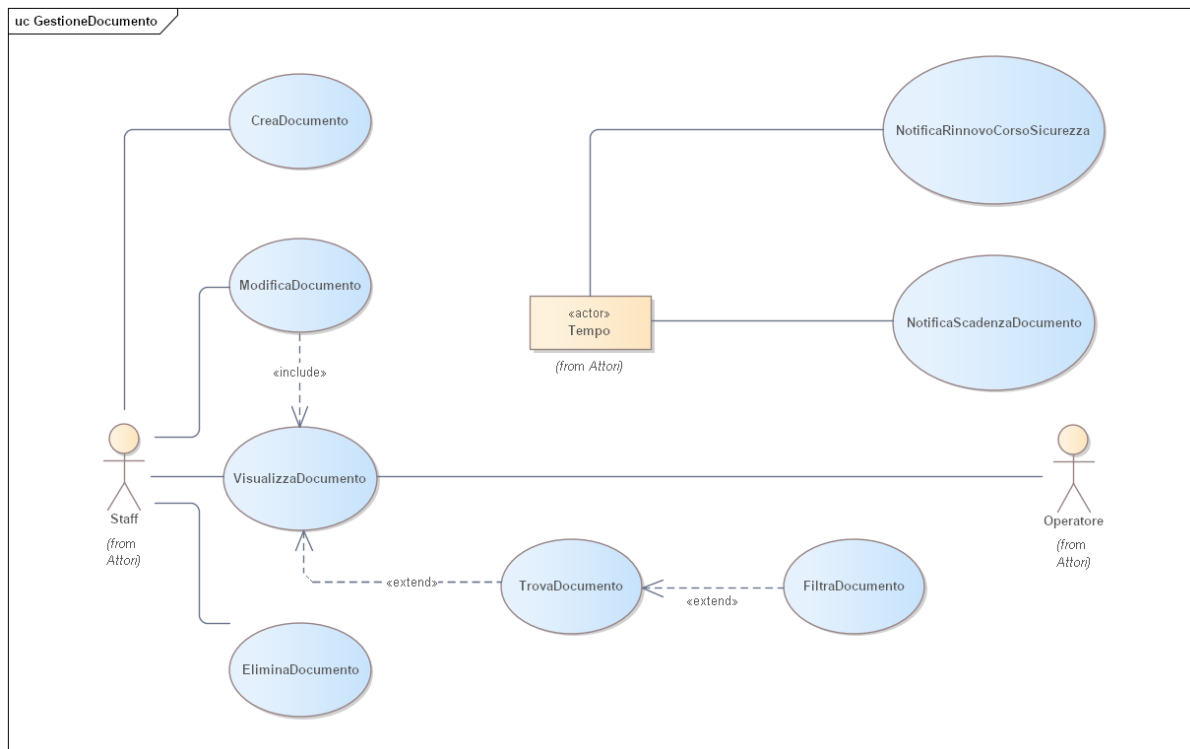 uc GestioneDocumento
CreaDocumento
NotificaRinnovoCorsoSicurezza
ModificaDocumento
«actor»
Tempo
(from Attori)
NotificaScadenzaDocumento
«include»
VisualizzaDocumento
Staff
(from
Attori)
Operatore
(from
Attori)
«extend»
TrovaDocumento
«extend»
FiltraDocumento
EliminaDocumento